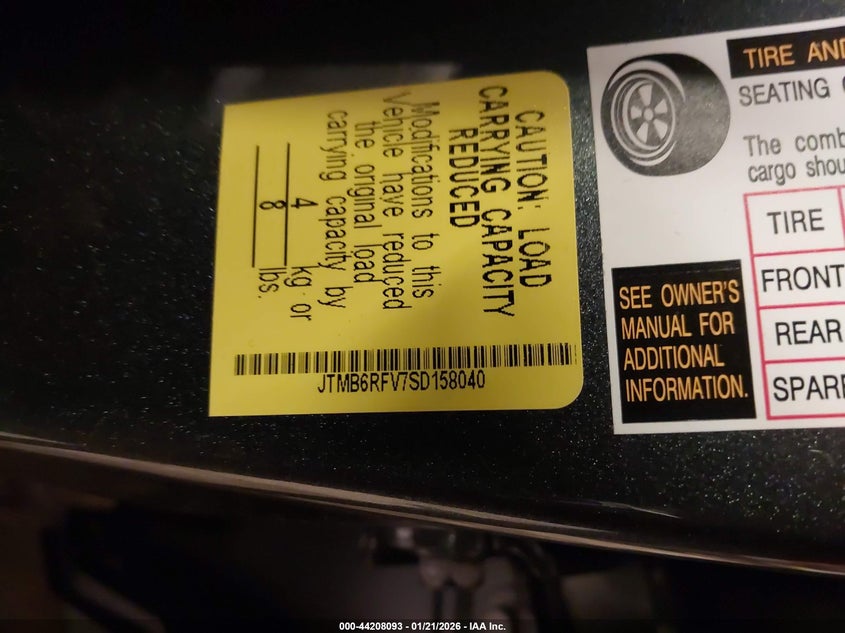 CAUTION: LOAD
CARRYING CAPACITY
REDUCED
Modifications to this
Vehicle have reduced
the original load
carrying capacity by
4 kg or
8 lbs.
JTMB6RFV7SD158040
TIRE AND
SEATING
The comb
cargo shou
TIRE
FRONT
REAR
SPARE
SEE OWNER'S
MANUAL FOR
ADDITIONAL
INFORMATION.
000-44208093 - 01/21/2026 - IAA Inc.